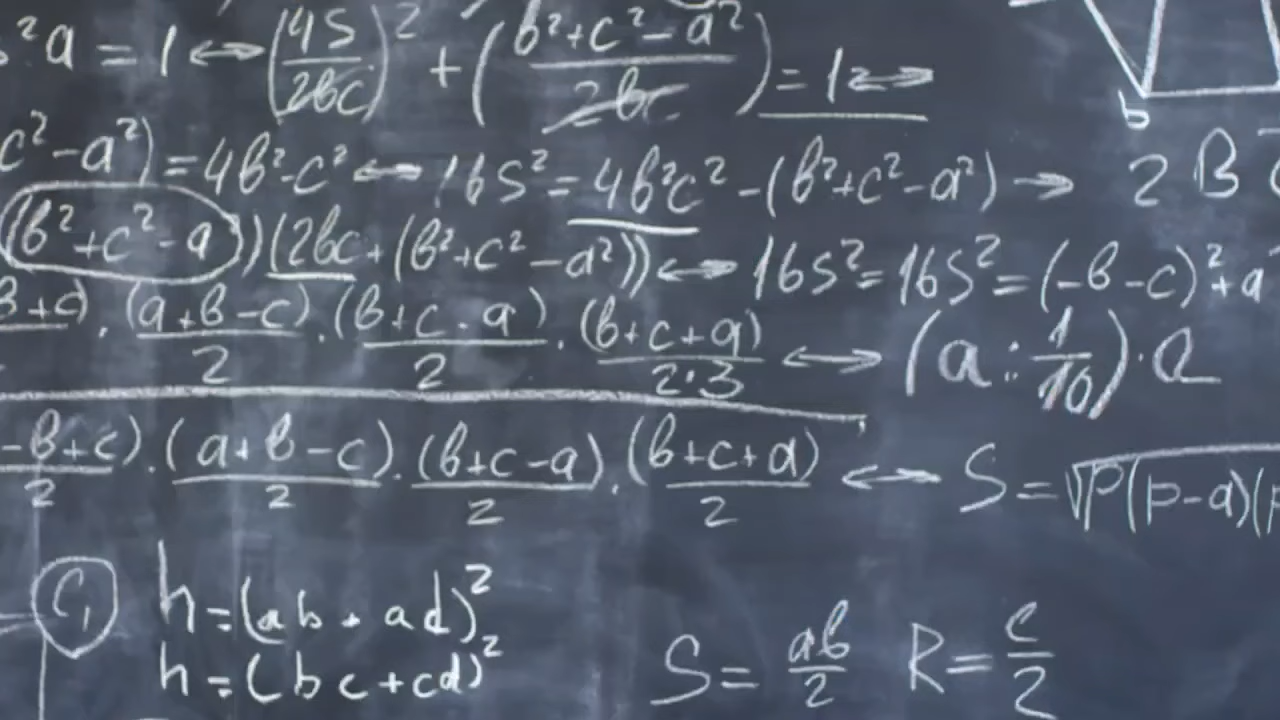 ²a = 1 ↔ (4S/2bc)² + (b²+c²-a²/2bc) = 1 ↔
b
c²-a²) = 4b²-c² ↔ 16S² = 4b²c² -(b²+c²-a²) → 2 B
(b²+c²-a))(2bc+(b²+c²-a²)) ↔ 16S² = 16S² = (-b-c)²+a
b+c) · (a+b-c)/2 · (b+c-a)/2 · (b+c+a)/2·3 ↔ (a : 1/10) · a
-b+c)/2 · (a+b-c)/2 · (b+c-a)/2 · (b+c+a)/2 ↔ S = √p(p-a)(p
C₁
h=(ab + ad)²
h=(bc+cd)²
S = ab/2 R = c/2